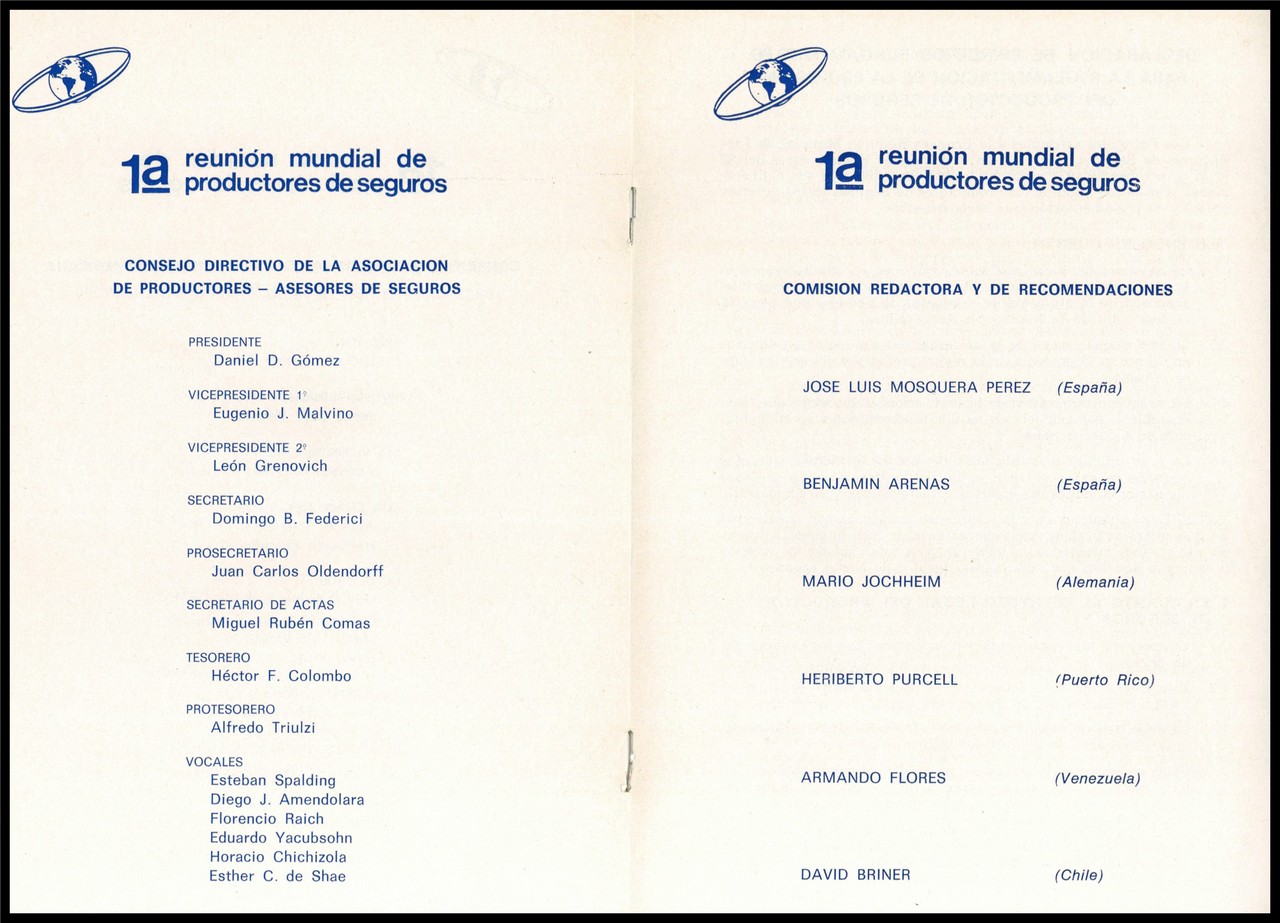 1a reunión mundial de
productores de seguros
CONSEJO DIRECTIVO DE LA ASOCIACION
DE PRODUCTORES – ASESORES DE SEGUROS
PRESIDENTE
Daniel D. Gómez
VICEPRESIDENTE 1º
Eugenio J. Malvino
VICEPRESIDENTE 2º
León Grenovich
SECRETARIO
Domingo B. Federici
PROSECRETARIO
Juan Carlos Oldendorff
SECRETARIO DE ACTAS
Miguel Rubén Comas
TESORERO
Héctor F. Colombo
PROTESORERO
Alfredo Triulzi
VOCALES
Esteban Spalding
Diego J. Amendolara
Florencio Raich
Eduardo Yacubsohn
Horacio Chichizola
Esther C. de Shae
1a reunión mundial de
productores de seguros
COMISION REDACTORA Y DE RECOMENDACIONES
JOSE LUIS MOSQUERA PEREZ (España)
BENJAMIN ARENAS (España)
MARIO JOCHHEIM (Alemania)
HERIBERTO PURCELL (Puerto Rico)
ARMANDO FLORES (Venezuela)
DAVID BRINER (Chile)